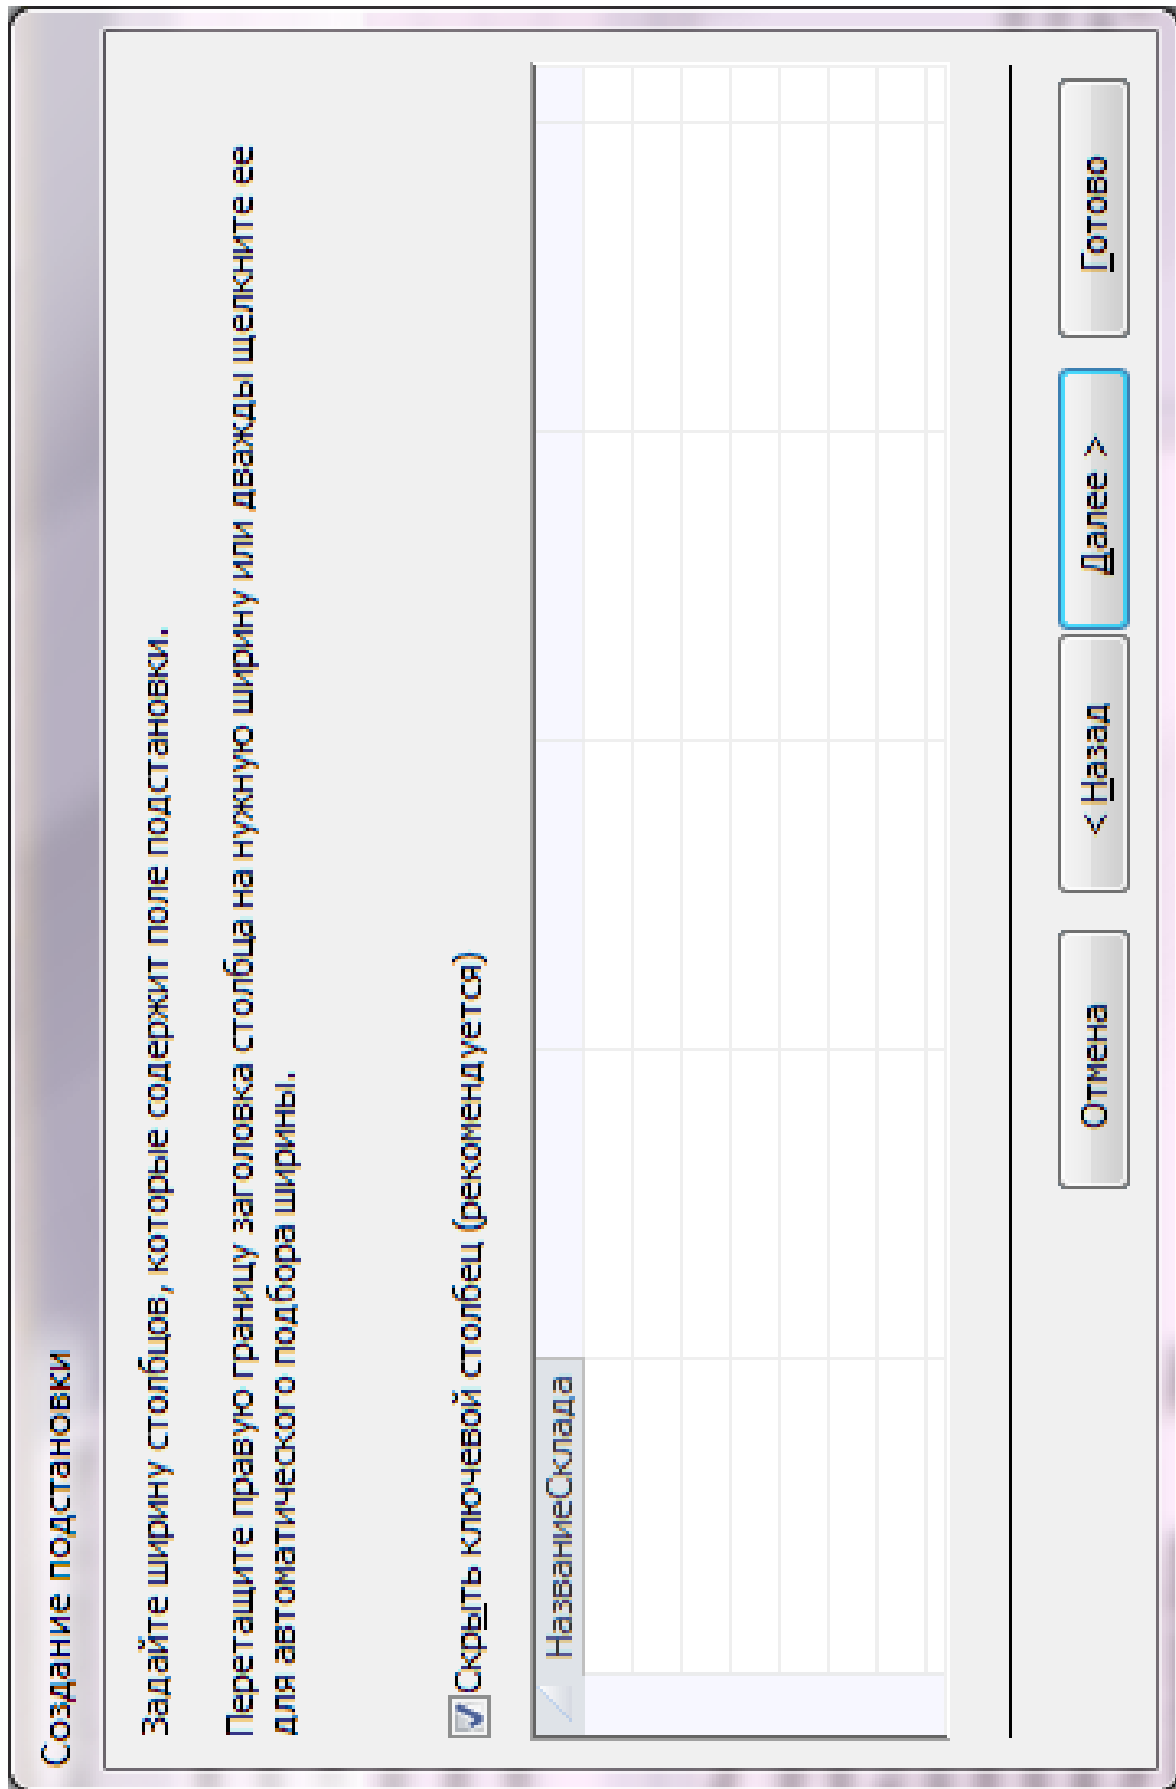 Создание подстановки
Задайте ширину столбцов, которые содержит поле подстановки.
Перетащите правую границу заголовка столбца на нужную ширину или дважды щелкните ее
для автоматического подбора ширины.
Скрыть ключевой столбец (рекомендуется)
НазваниеСклада
Отмена
< Назад
Далее >
Готово